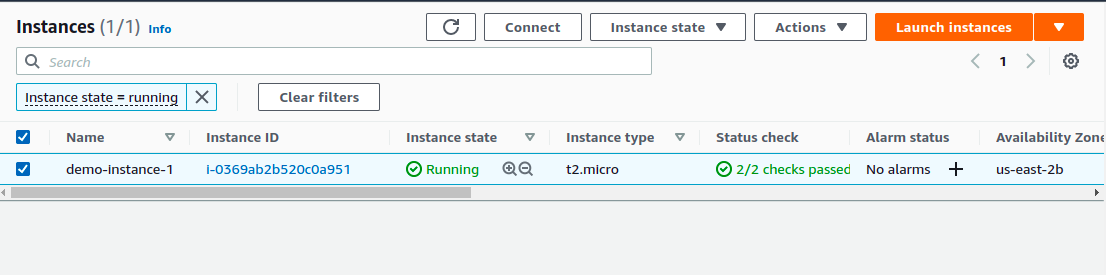 Instances (1/1) Info Connect Instance state Actions Launch instances
Search 1
Instance state = running Clear filters
Name Instance ID Instance state Instance type Status check Alarm status Availability Zone
demo-instance-1 i-0369ab2b520c0a951 Running t2.micro 2/2 checks passed No alarms us-east-2b